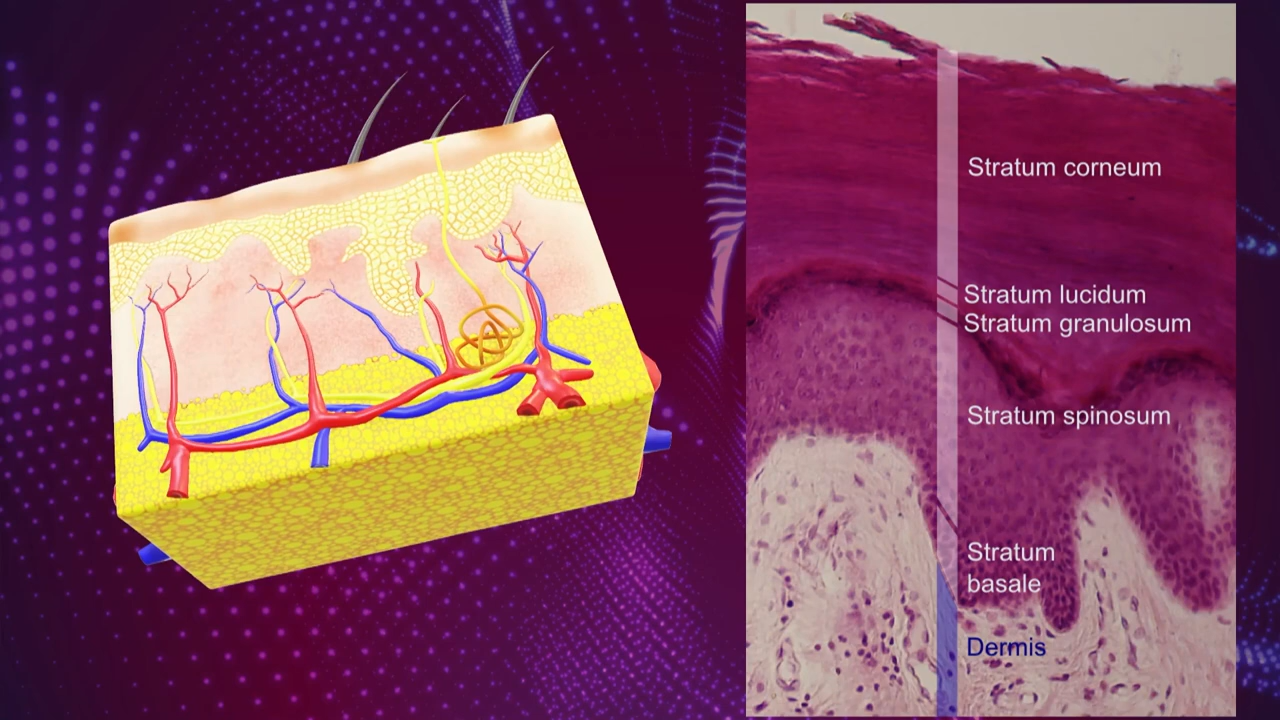 Stratum corneum
Stratum lucidum
Stratum granulosum
Stratum spinosum
Stratum
basale
Dermis